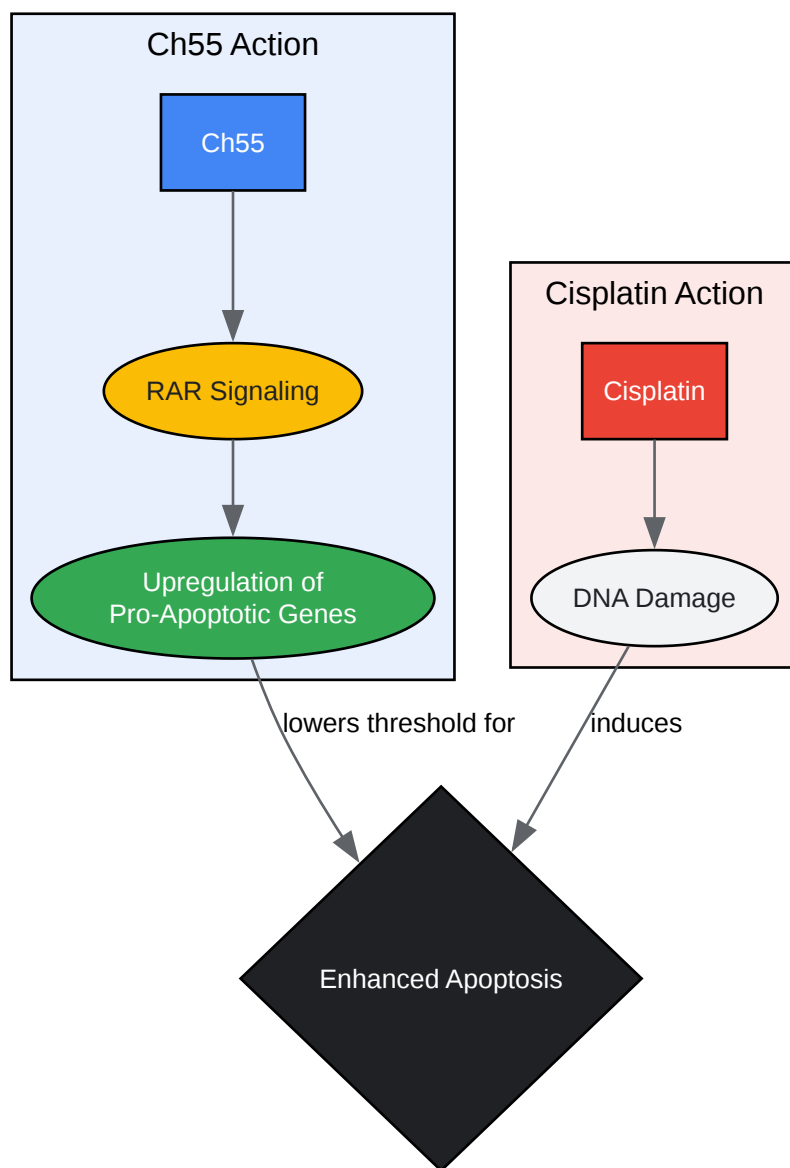 Ch55 Action
Ch55
RAR Signaling
Upregulation of
Pro-Apoptotic Genes
Cisplatin Action
Cisplatin
DNA Damage
lowers threshold for
induces
Enhanced Apoptosis